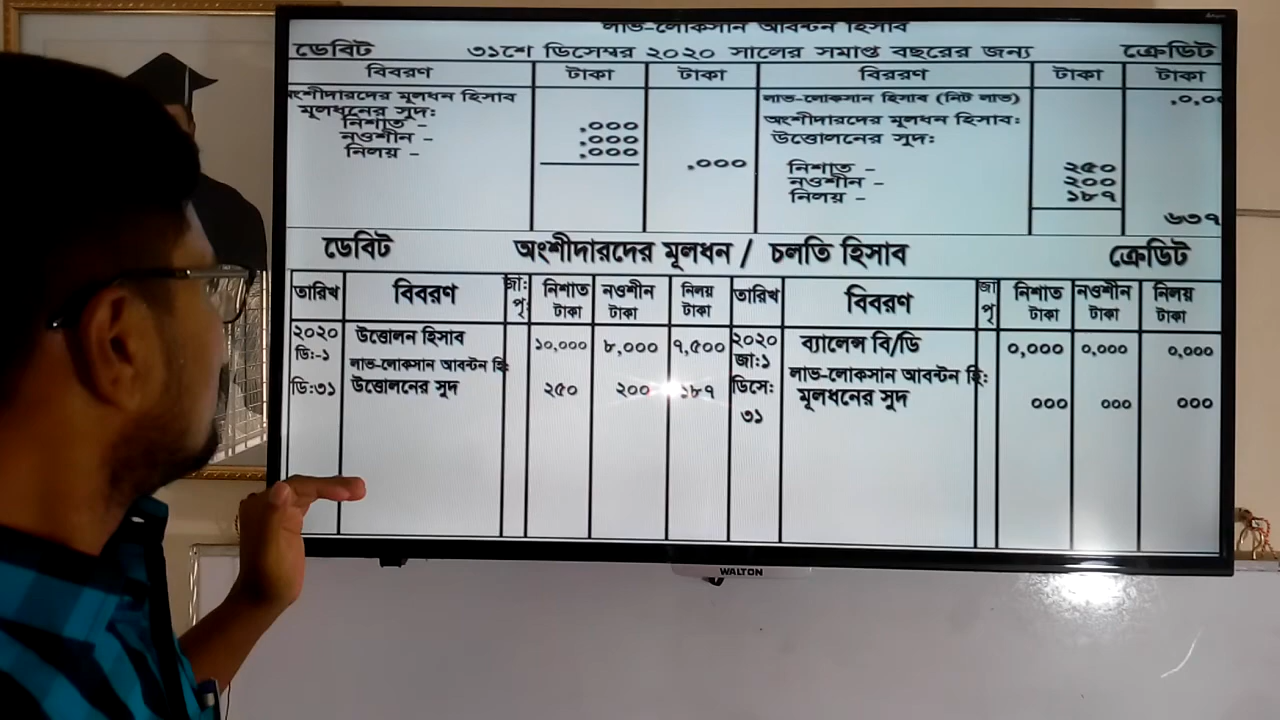 লাভ-লোকসান আবন্টন হিসাব
ডেবিট ৩১শে ডিসেম্বর ২০২০ সালের সমাপ্ত বছরের জন্য ক্রেডিট
বিবরণ টাকা টাকা বিররণ টাকা টাকা
অংশীদারদের মূলধন হিসাব
মূলধনের সুদ:
নিশাত - .০০০
নওশীন - .০০০
নিলয় - .০০০
.০০০
লাভ-লোকসান হিসাব (নিট লাভ) .০,০০
অংশীদারদের মূলধন হিসাব:
উত্তোলনের সুদ:
নিশাত - ২৫০
নওশীন - ২০০
নিলয় - ১৮৭
৬৩৭
ডেবিট অংশীদারদের মূলধন / চলতি হিসাব ক্রেডিট
তারিখ বিবরণ জা: পৃ: নিশাত টাকা নওশীন টাকা নিলয় টাকা তারিখ বিবরণ জা পৃ নিশাত টাকা নওশীন টাকা নিলয় টাকা
২০২০ ডি:-১ উত্তোলন হিসাব ১০,০০০ ৮,০০০ ৭,৫০০
লাভ-লোকসান আবন্টন হি:
ডি:৩১ উত্তোলনের সুদ ২৫০ ২০০ ১৮৭
২০২০ জা:১ ব্যালেন্স বি/ডি ০,০০০ ০,০০০ ০,০০০
লাভ-লোকসান আবন্টন হি:
ডিসে: ৩১ মূলধনের সুদ ০০০ ০০০ ০০০
WALTON